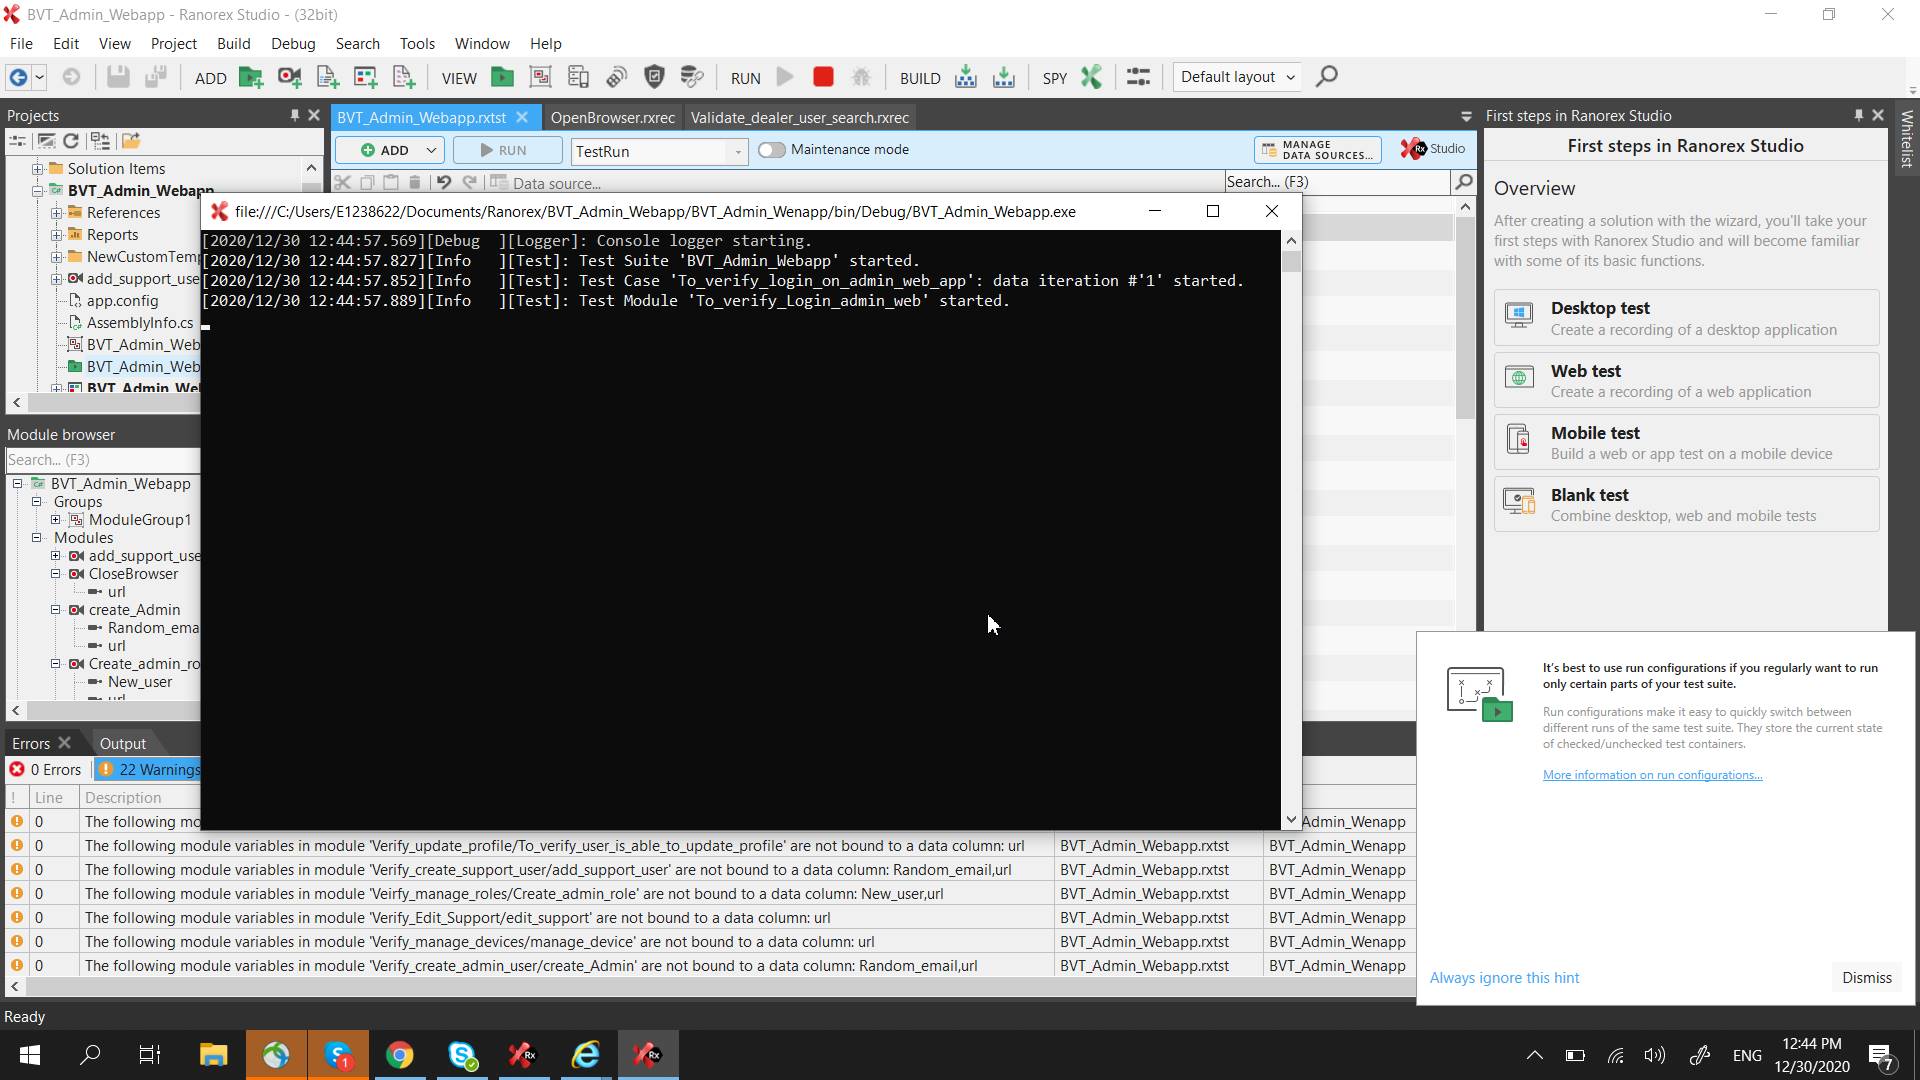 BVT_Admin_Webapp - Ranorex Studio - (32bit)
File Edit View Project Build Debug Search Tools Window Help
ADD VIEW RUN BUILD SPY Default layout
Projects
Solution Items
BVT_Admin_Webapp
References
Reports
NewCustomTemp
add_support_use
app.config
AssemblyInfo.cs
BVT_Admin_Web
BVT_Admin_Web
BVT_Admin_Wel
BVT_Admin_Webapp.rxtst OpenBrowser.rxrec Validate_dealer_user_search.rxrec
ADD RUN TestRun Maintenance mode MANAGE
DATA SOURCES... Rx Studio
Data source... Search... (F3)
file:///C:/Users/E1238622/Documents/Ranorex/BVT_Admin_Webapp/BVT_Admin_Wenapp/bin/Debug/BVT_Admin_Webapp.exe
[2020/12/30 12:44:57.569][Debug  ][Logger]: Console logger starting.
[2020/12/30 12:44:57.827][Info   ][Test]: Test Suite 'BVT_Admin_Webapp' started.
[2020/12/30 12:44:57.852][Info   ][Test]: Test Case 'To_verify_login_on_admin_web_app': data iteration #'1' started.
[2020/12/30 12:44:57.889][Info   ][Test]: Test Module 'To_verify_Login_admin_web' started.
First steps in Ranorex Studio
First steps in Ranorex Studio
Overview
After creating a solution with the wizard, you'll take your
first steps with Ranorex Studio and will become familiar
with some of its basic functions.
Desktop test
Create a recording of a desktop application
Web test
Create a recording of a web application
Mobile test
Build a web or app test on a mobile device
Blank test
Combine desktop, web and mobile tests
Whitelist
Module browser
Search... (F3)
BVT_Admin_Webapp
Groups
ModuleGroup1
Modules
add_support_use
CloseBrowser
url
create_Admin
Random_ema
url
Create_admin_ro
New_user
url
It's best to use run configurations if you regularly want to run
only certain parts of your test suite.
Run configurations make it easy to quickly switch between
different runs of the same test suite. They store the current state
of checked/unchecked test containers.
More information on run configurations...
Always ignore this hint Dismiss
Errors Output
0 Errors 22 Warnings
! Line Description
0 The following mo Admin_Wenapp
0 The following module variables in module 'Verify_update_profile/To_verify_user_is_able_to_update_profile' are not bound to a data column: url BVT_Admin_Webapp.rxtst BVT_Admin_Wenapp
0 The following module variables in module 'Verify_create_support_user/add_support_user' are not bound to a data column: Random_email,url BVT_Admin_Webapp.rxtst BVT_Admin_Wenapp
0 The following module variables in module 'Verify_manage_roles/Create_admin_role' are not bound to a data column: New_user,url BVT_Admin_Webapp.rxtst BVT_Admin_Wenapp
0 The following module variables in module 'Verify_Edit_Support/edit_support' are not bound to a data column: url BVT_Admin_Webapp.rxtst BVT_Admin_Wenapp
0 The following module variables in module 'Verify_manage_devices/manage_device' are not bound to a data column: url BVT_Admin_Webapp.rxtst BVT_Admin_Wenapp
0 The following module variables in module 'Verify_create_admin_user/create_Admin' are not bound to a data column: Random_email,url BVT_Admin_Webapp.rxtst BVT_Admin_Wenapp
Ready
1 Rx Rx ENG 12:44 PM
12/30/2020 7